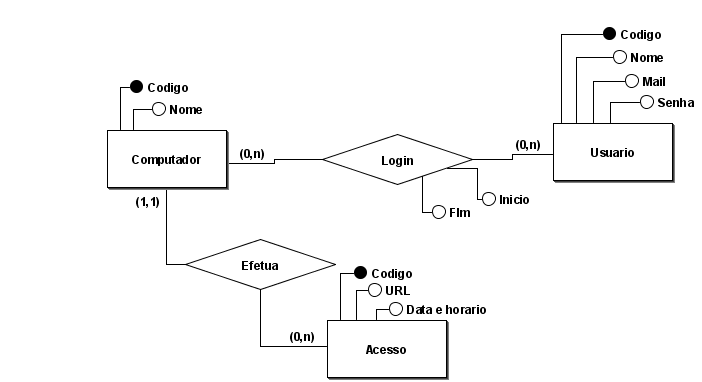 Codigo
Nome
Mail
Senha
Usuario
Codigo
Nome
Computador
(0,n)
Login
(0,n)
Inicio
FIm
(1,1)
Efetua
Codigo
URL
Data e horario
(0,n)
Acesso